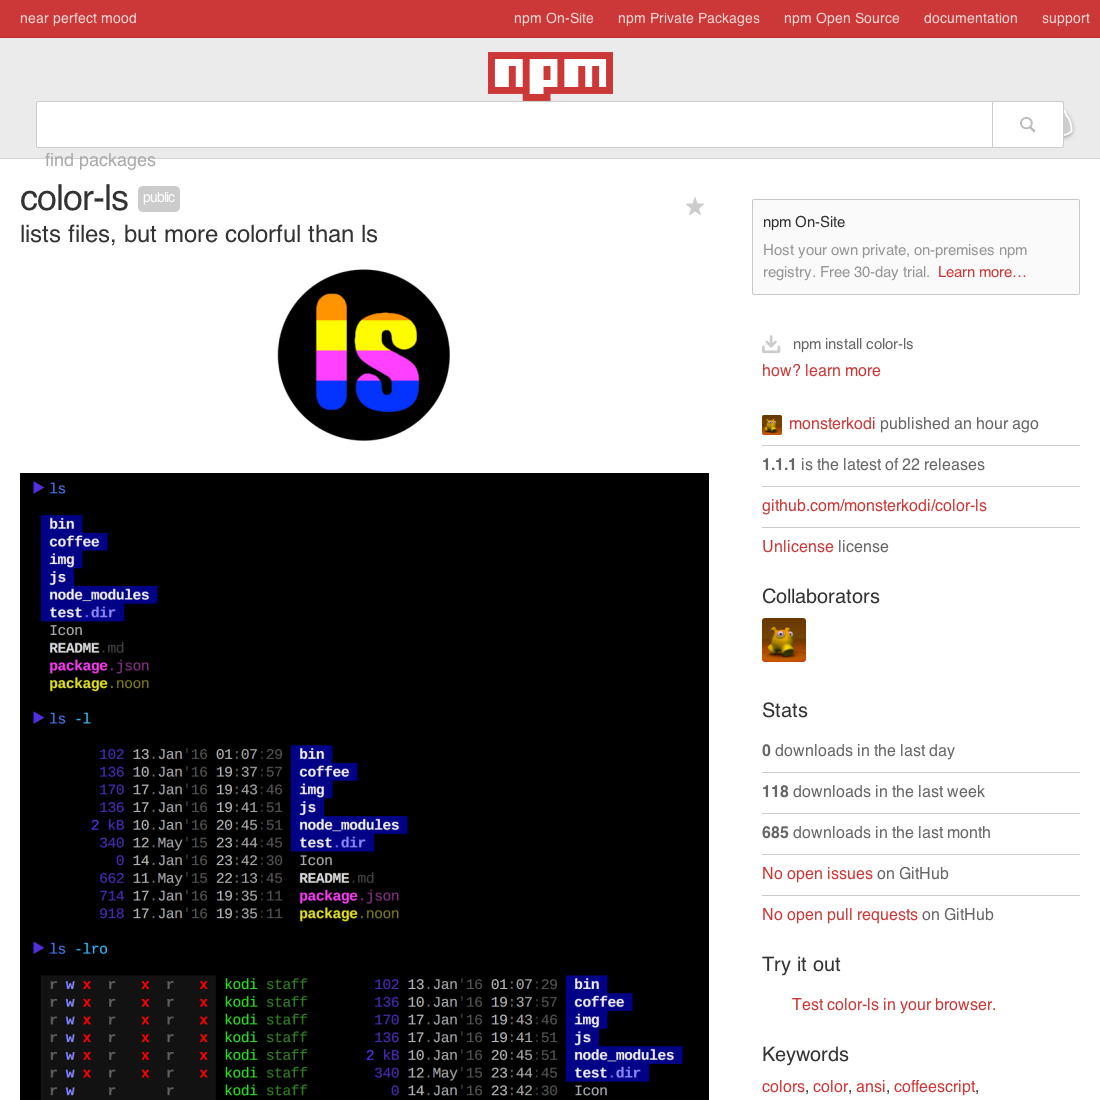 near perfect mood
npm On-Site npm Private Packages npm Open Source documentation support
npm
find packages
color-ls public
lists files, but more colorful than ls
ls
▶ ls
bin
coffee
img
js
node_modules
test.dir
Icon
README.md
package.json
package.noon
▶ ls -l
102 13.Jan'16 01:07:29 bin
136 10.Jan'16 19:37:57 coffee
170 17.Jan'16 19:43:46 img
136 17.Jan'16 19:41:51 js
2 kB 10.Jan'16 20:45:51 node_modules
340 12.May'15 23:44:45 test.dir
0 14.Jan'16 23:42:30 Icon
662 11.May'15 22:13:45 README.md
714 17.Jan'16 19:35:11 package.json
918 17.Jan'16 19:35:11 package.noon
▶ ls -lro
r w x r x r x kodi staff 102 13.Jan'16 01:07:29 bin
r w x r x r x kodi staff 136 10.Jan'16 19:37:57 coffee
r w x r x r x kodi staff 170 17.Jan'16 19:43:46 img
r w x r x r x kodi staff 136 17.Jan'16 19:41:51 js
r w x r x r x kodi staff 2 kB 10.Jan'16 20:45:51 node_modules
r w x r x r x kodi staff 340 12.May'15 23:44:45 test.dir
r w r r kodi staff 0 14.Jan'16 23:42:30 Icon
npm On-Site
Host your own private, on-premises npm
registry. Free 30-day trial. Learn more…
npm install color-ls
how? learn more
monsterkodi published an hour ago
1.1.1 is the latest of 22 releases
github.com/monsterkodi/color-ls
Unlicense license
Collaborators
Stats
0 downloads in the last day
118 downloads in the last week
685 downloads in the last month
No open issues on GitHub
No open pull requests on GitHub
Try it out
Test color-ls in your browser.
Keywords
colors, color, ansi, coffeescript,